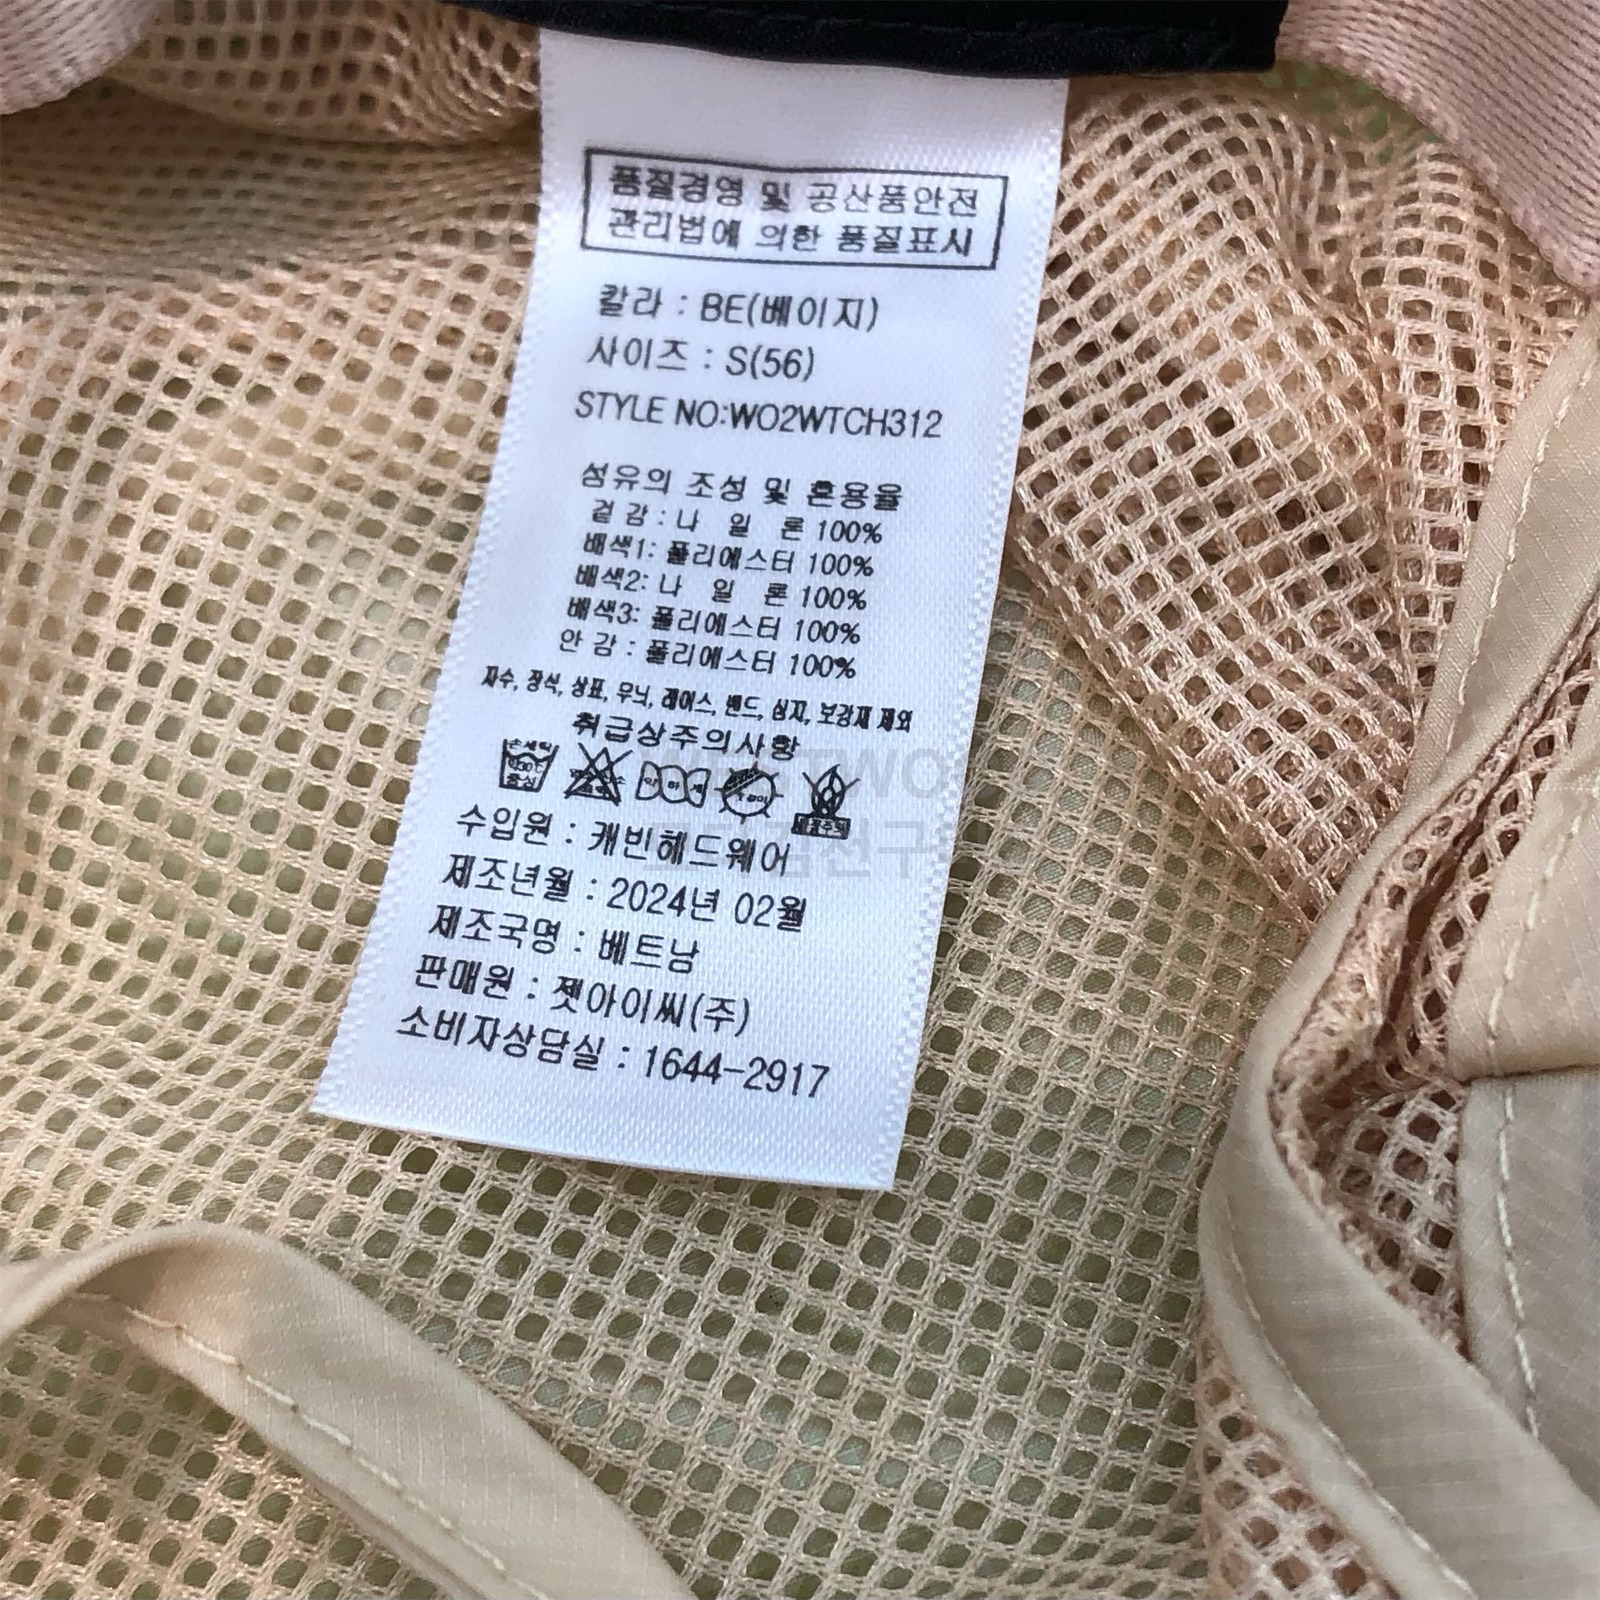 품질경영 및 공산품안전
관리법에 의한 품질표시
칼라 : BE(베이지)
사이즈 : S(56)
STYLE NO:WO2WTCH312
섬유의 조성 및 혼용율
겉 감 : 나 일 론 100%
배색1: 폴리에스터 100%
배색2: 나 일 론 100%
배색3: 폴리에스터 100%
안 감 : 폴리에스터 100%
자수, 장식, 상표, 무늬, 레이스, 밴드, 심지, 보강재 제외
취급상주의사항
손세탁
중성
약하게
수입원 : 캐빈헤드웨어
제조년월 : 2024년 02월
제조국명 : 베트남
판매원 : 젯아이씨(주)
소비자상담실 : 1644-2917